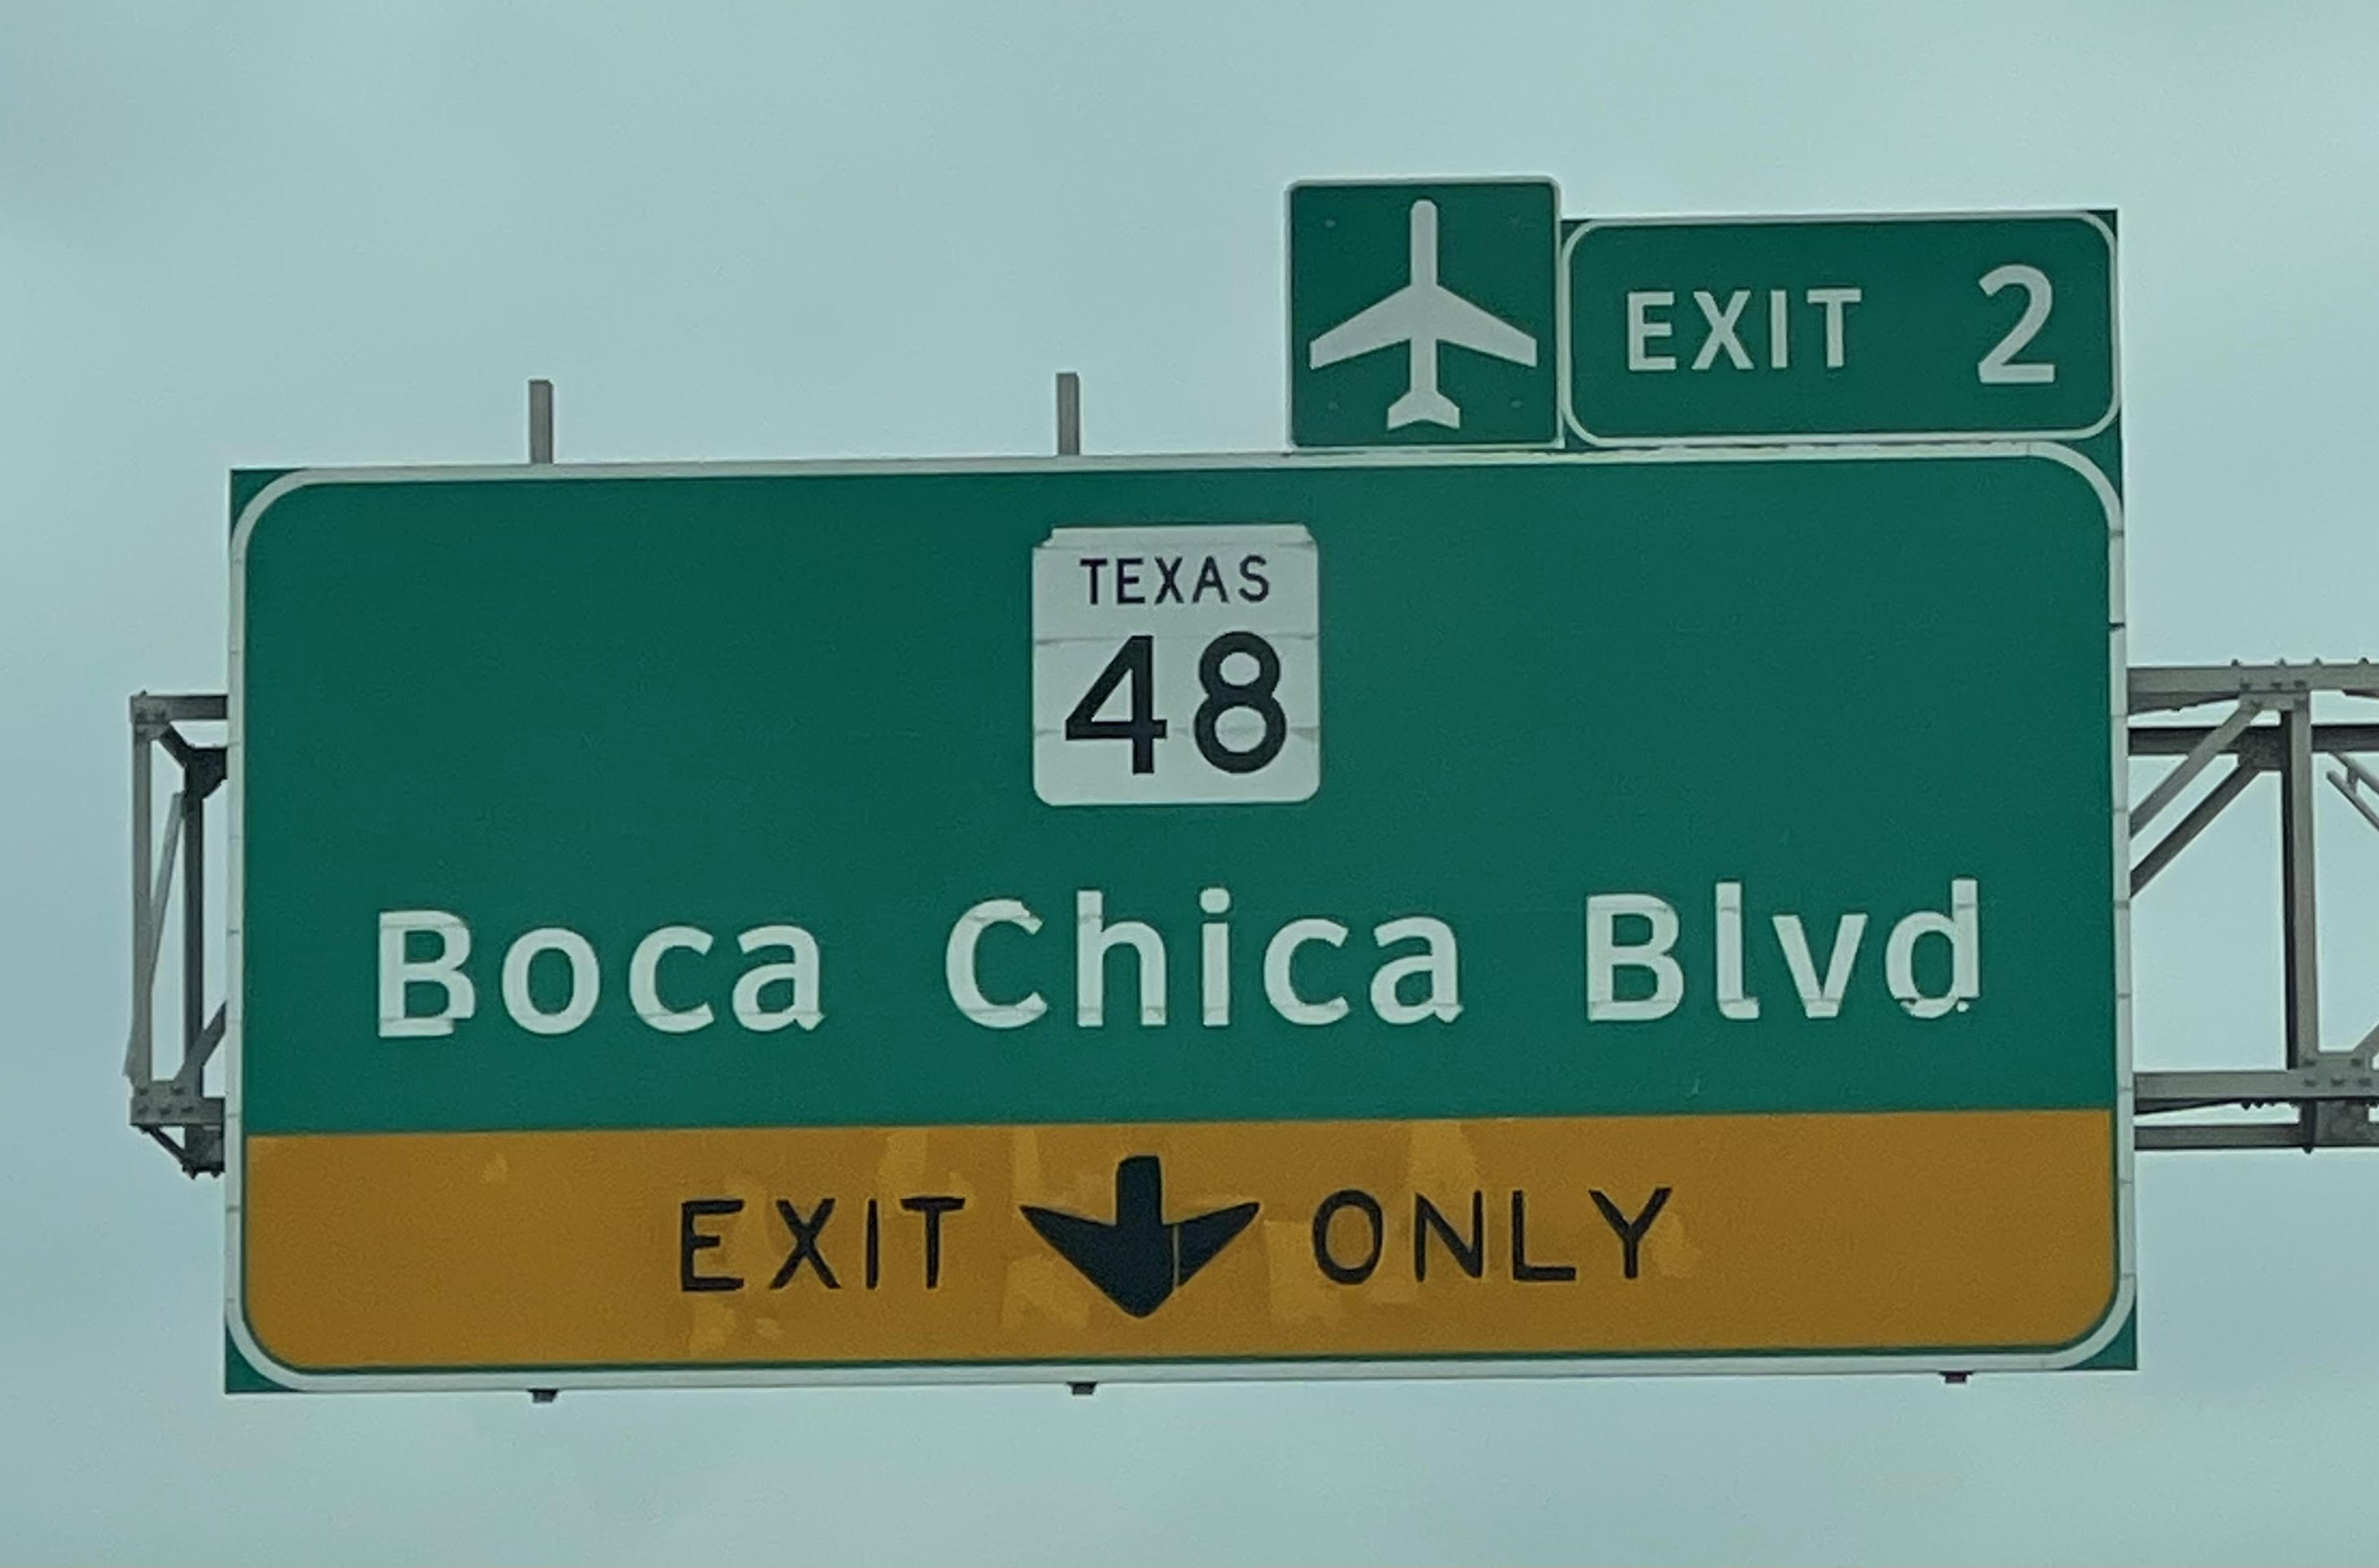 EXIT 2
TEXAS
48
Boca Chica Blvd
EXIT ONLY